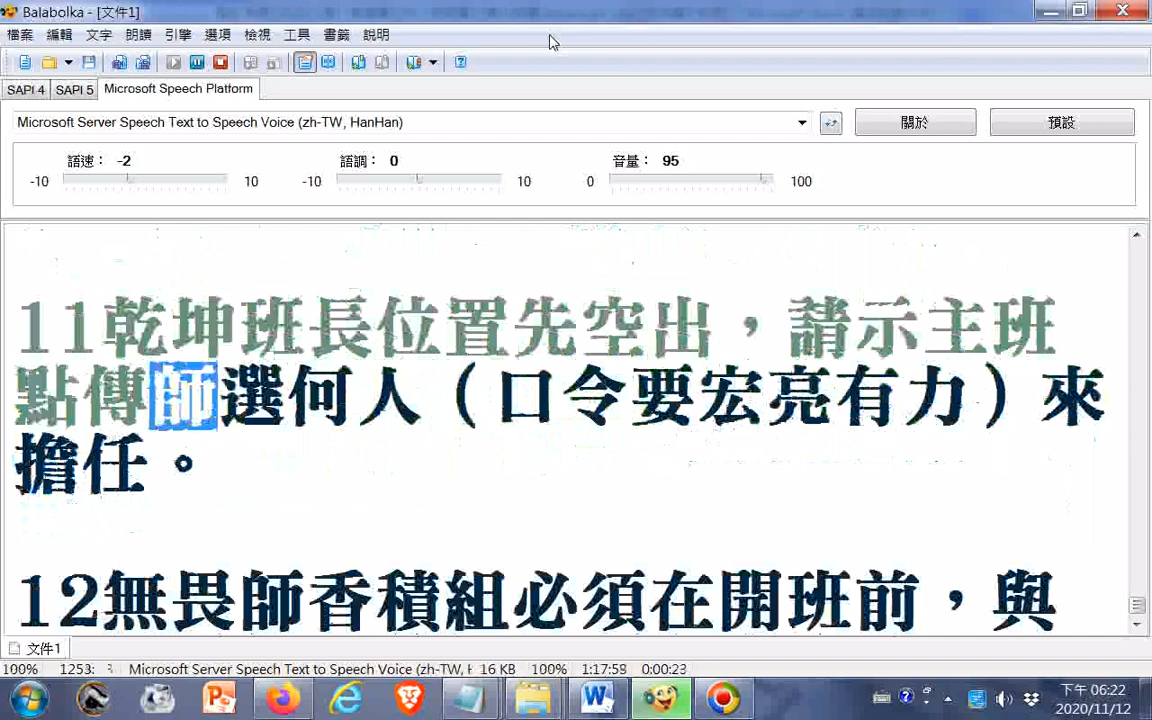 Balabolka - [文件1]
檔案 編輯 文字 朗讀 引擎 選項 檢視 工具 書籤 說明
SAPI 4 SAPI 5 Microsoft Speech Platform
Microsoft Server Speech Text to Speech Voice (zh-TW, HanHan) 關於 預設
語速： -2 語調： 0 音量： 95
-10 10 -10 10 0 100
11乾坤班長位置先空出，請示主班
點傳師選何人（口令要宏亮有力）來
擔任。
12無畏師香積組必須在開班前，與
文件1
100% 1253: Microsoft Server Speech Text to Speech Voice (zh-TW, H 16 KB 100% 1:17:58 0:00:23
下午 06:22
2020/11/12